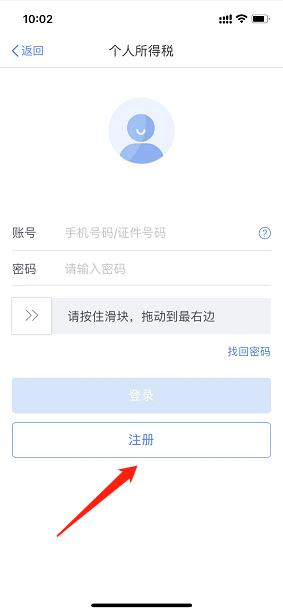 10:02
返回
个人所得税
账号 手机号码/证件号码
密码 请输入密码
请按住滑块，拖动到最右边
找回密码
登录
注册